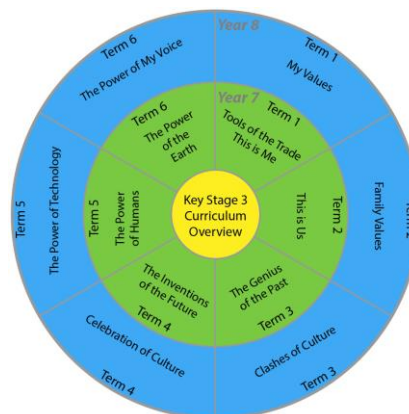 Year 8
Term 1
My Values
Family Values
Clashes of Culture
Term 3
Celebration of Culture
Term 4
The Power of Technology
Term 5
Term 6
The Power of My Voice
Year 7
Term 1
Tools of the Trade
This is Me
Term 2
This is Us
The Genius
of the Past
Term 3
The Inventions
of the Future
Term 4
Term 5
The Power
of Humans
Term 6
The Power
of the
Earth
Key Stage 3
Curriculum
Overview